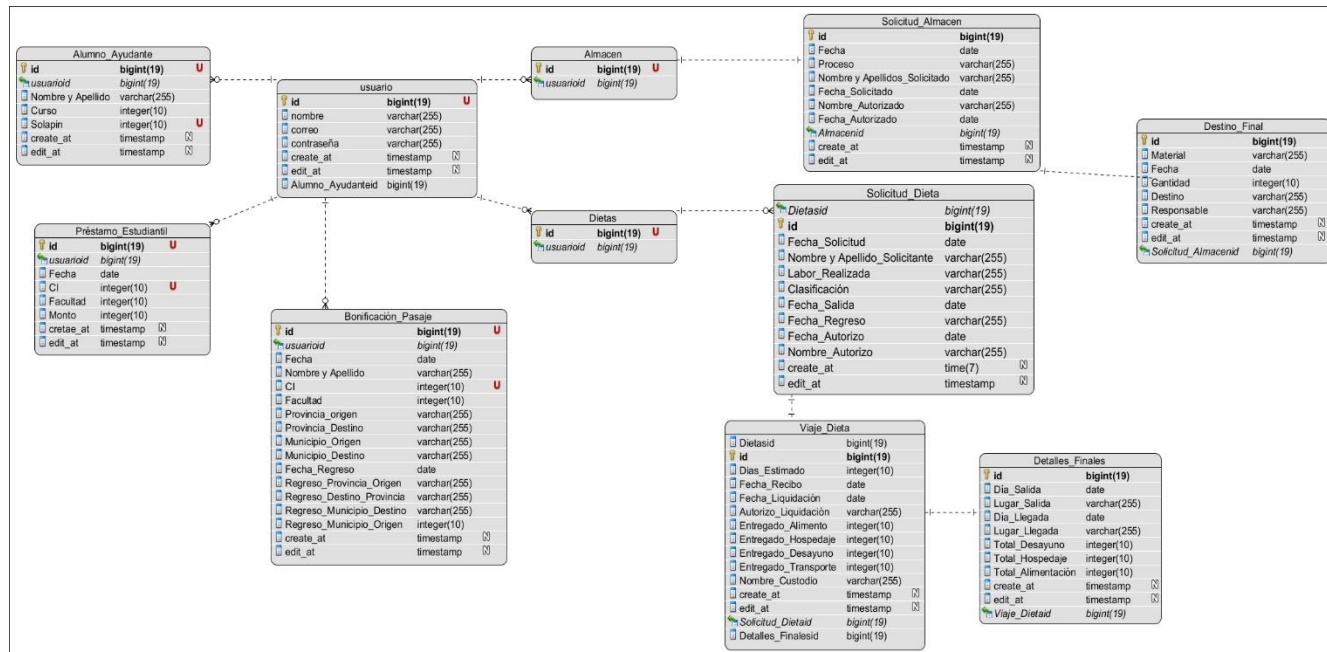 Alumno_Ayudante
id bigint(19) U
usuarioid bigint(19)
Nombre y Apellido varchar(255)
Curso integer(10)
Solapin integer(10) U
create_at timestamp N
edit_at timestamp N
usuario
id bigint(19) U
nombre varchar(255)
correo varchar(255)
contraseña varchar(255)
create_at timestamp N
edit_at timestamp N
Alumno_Ayudanteid bigint(19)
Almacen
id bigint(19) U
usuarioid bigint(19)
Solicitud_Almacen
id bigint(19)
Fecha date
Proceso varchar(255)
Nombre y Apellidos_Solicitado varchar(255)
Fecha_Solicitado date
Nombre_Autorizado varchar(255)
Fecha_Autorizado date
Almacenid bigint(19)
create_at timestamp N
edit_at timestamp N
Destino_Final
id bigint(19)
Material varchar(255)
Fecha date
Cantidad integer(10)
Destino varchar(255)
Responsable varchar(255)
create_at timestamp N
edit_at timestamp N
Solicitud_Almacenid bigint(19)
Préstamo_Estudiantil
id bigint(19) U
usuarioid bigint(19)
Fecha date
CI integer(10) U
Facultad integer(10)
Monto integer(10)
cretae_at timestamp N
edit_at timestamp N
Dietas
id bigint(19) U
usuarioid bigint(19)
Solicitud_Dieta
Dietasid bigint(19)
id bigint(19)
Fecha_Solicitud date
Nombre y Apellido_Solicitante varchar(255)
Labor_Realizada varchar(255)
Clasificación varchar(255)
Fecha_Salida date
Fecha_Regreso varchar(255)
Fecha_Autorizo date
Nombre_Autorizo varchar(255)
create_at time(7) N
edit_at timestamp N
Bonificación_Pasaje
id bigint(19) U
usuarioid bigint(19)
Fecha date
Nombre y Apellido varchar(255)
CI integer(10) U
Facultad integer(10)
Provincia_origen varchar(255)
Provincia_Destino varchar(255)
Municipio_Origen varchar(255)
Municipio_Destino varchar(255)
Fecha_Regreso date
Regreso_Provincia_Origen varchar(255)
Regreso_Destino_Provincia varchar(255)
Regreso_Municipio_Destino varchar(255)
Regreso_Municipio_Origen integer(10)
create_at timestamp N
edit_at timestamp N
Viaje_Dieta
Dietasid bigint(19)
id bigint(19)
Dias_Estimado integer(10)
Fecha_Recibo date
Fecha_Liquidación date
Autorizo_Liquidación varchar(255)
Entregado_Alimento integer(10)
Entregado_Hospedaje integer(10)
Entregado_Desayuno integer(10)
Entregado_Transporte integer(10)
Nombre_Custodio varchar(255)
create_at timestamp N
edit_at timestamp N
Solicitud_Dietaid bigint(19)
Detalles_Finalesid bigint(19)
Detalles_Finales
id bigint(19)
Día_Salida date
Lugar_Salida varchar(255)
Día_Llegada date
Lugar_Llegada varchar(255)
Total_Desayuno integer(10)
Total_Hospedaje integer(10)
Total_Alimentación integer(10)
create_at timestamp N
edit_at timestamp N
Viaje_Dietaid bigint(19)